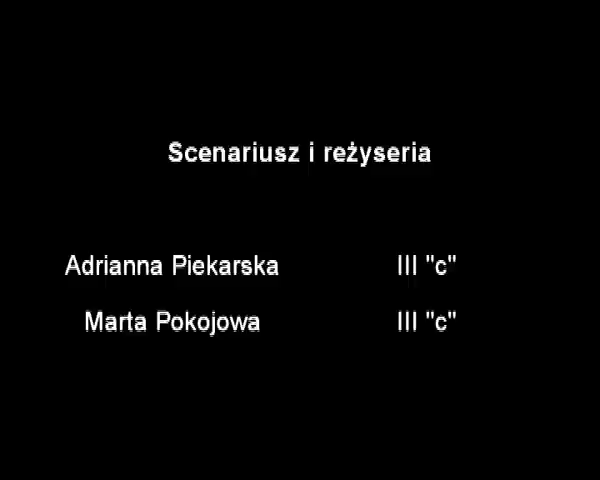 Scenariusz i reżyseria
Adrianna Piekarska III "c"
Marta Pokojowa III "c"